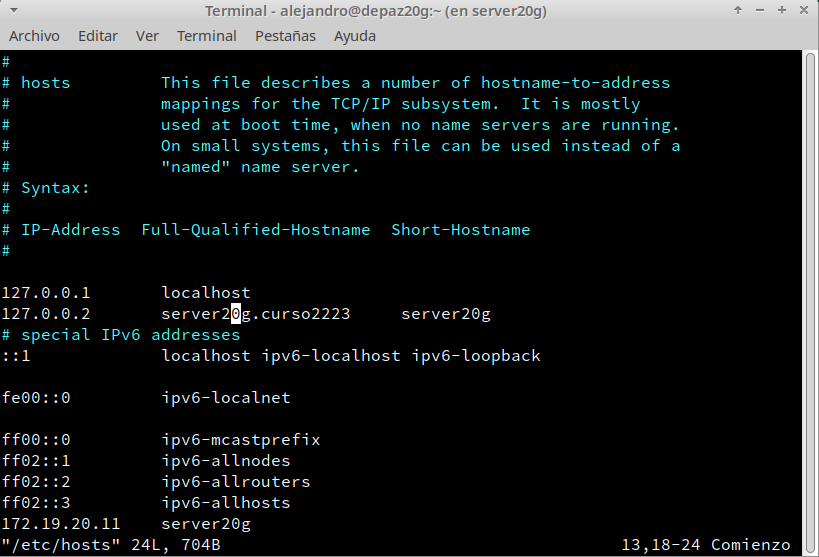 Terminal - alejandro@depaz20g:~ (en server20g)
Archivo Editar Ver Terminal Pestañas Ayuda
#
# hosts         This file describes a number of hostname-to-address
#               mappings for the TCP/IP subsystem.  It is mostly
#               used at boot time, when no name servers are running.
#               On small systems, this file can be used instead of a
#               "named" name server.
# Syntax:
#
# IP-Address  Full-Qualified-Hostname  Short-Hostname
#
127.0.0.1       localhost
127.0.0.2       server20g.curso2223     server20g
# special IPv6 addresses
::1             localhost ipv6-localhost ipv6-loopback
fe00::0         ipv6-localnet
ff00::0         ipv6-mcastprefix
ff02::1         ipv6-allnodes
ff02::2         ipv6-allrouters
ff02::3         ipv6-allhosts
172.19.20.11    server20g
"/etc/hosts" 24L, 704B                                        13,18-24 Comienzo